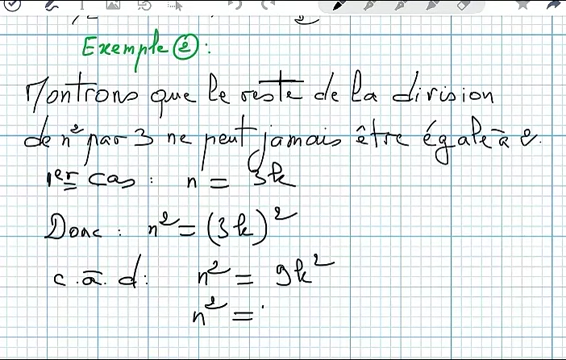 Exemple ②:
Montrons que le reste de la division
de n² par 3 ne peut jamais être égale à 2.
1er cas : n = 3k
Donc : n² = (3k)²
c.à.d : n² = 9k²
n² =